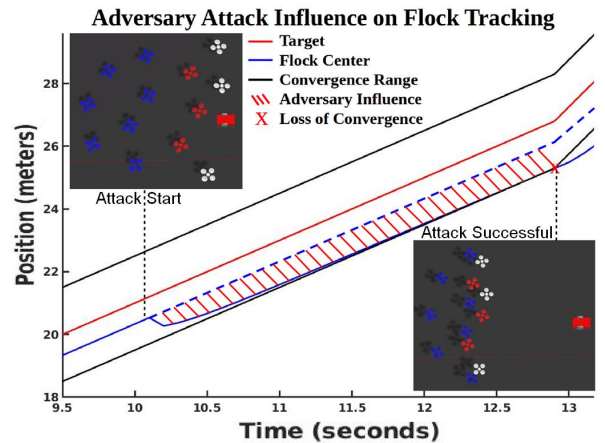 Adversary Attack Influence on Flock Tracking
Target
Flock Center
Convergence Range
Adversary Influence
X Loss of Convergence
Attack Start
Attack Successful
Position (meters)
28
26
24
22
20
18
9.5 10 10.5 11 11.5 12 12.5 13
Time (seconds)